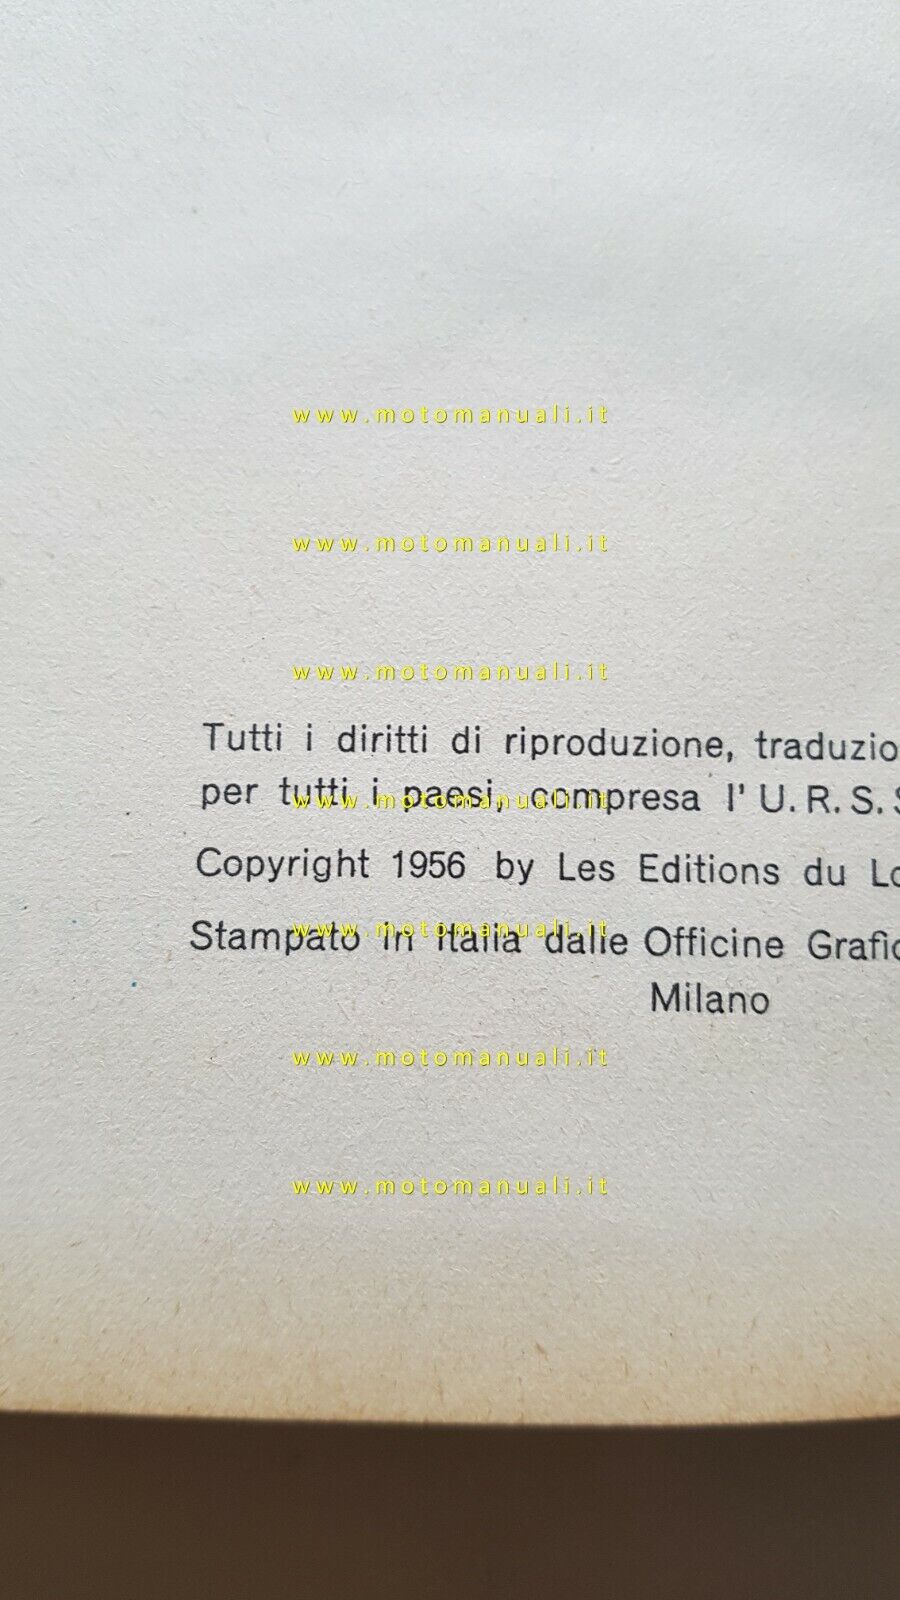 www.motomanuali.it
www.motomanuali.it
www.motomanuali.it
Tutti i diritti di riproduzione,
per tutti i paesi, compresa l'U.R.S.
www.motomanuali.it
Copyright 1956 by Les Editions du
www.motomanuali.it
Stampato in Italia dalle Officine
Milano
www.motomanuali.it
www.motomanuali.it